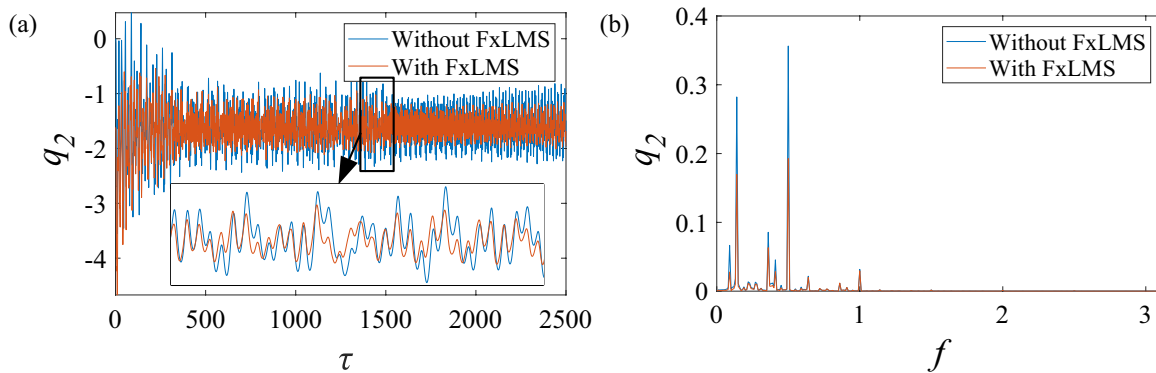 (a)
q2
0
-1
-2
-3
-4
Without FxLMS
With FxLMS
0 500 1000 1500 2000 2500
τ
(b)
q2
0.4
0.3
0.2
0.1
0
Without FxLMS
With FxLMS
0 1 2 3
f